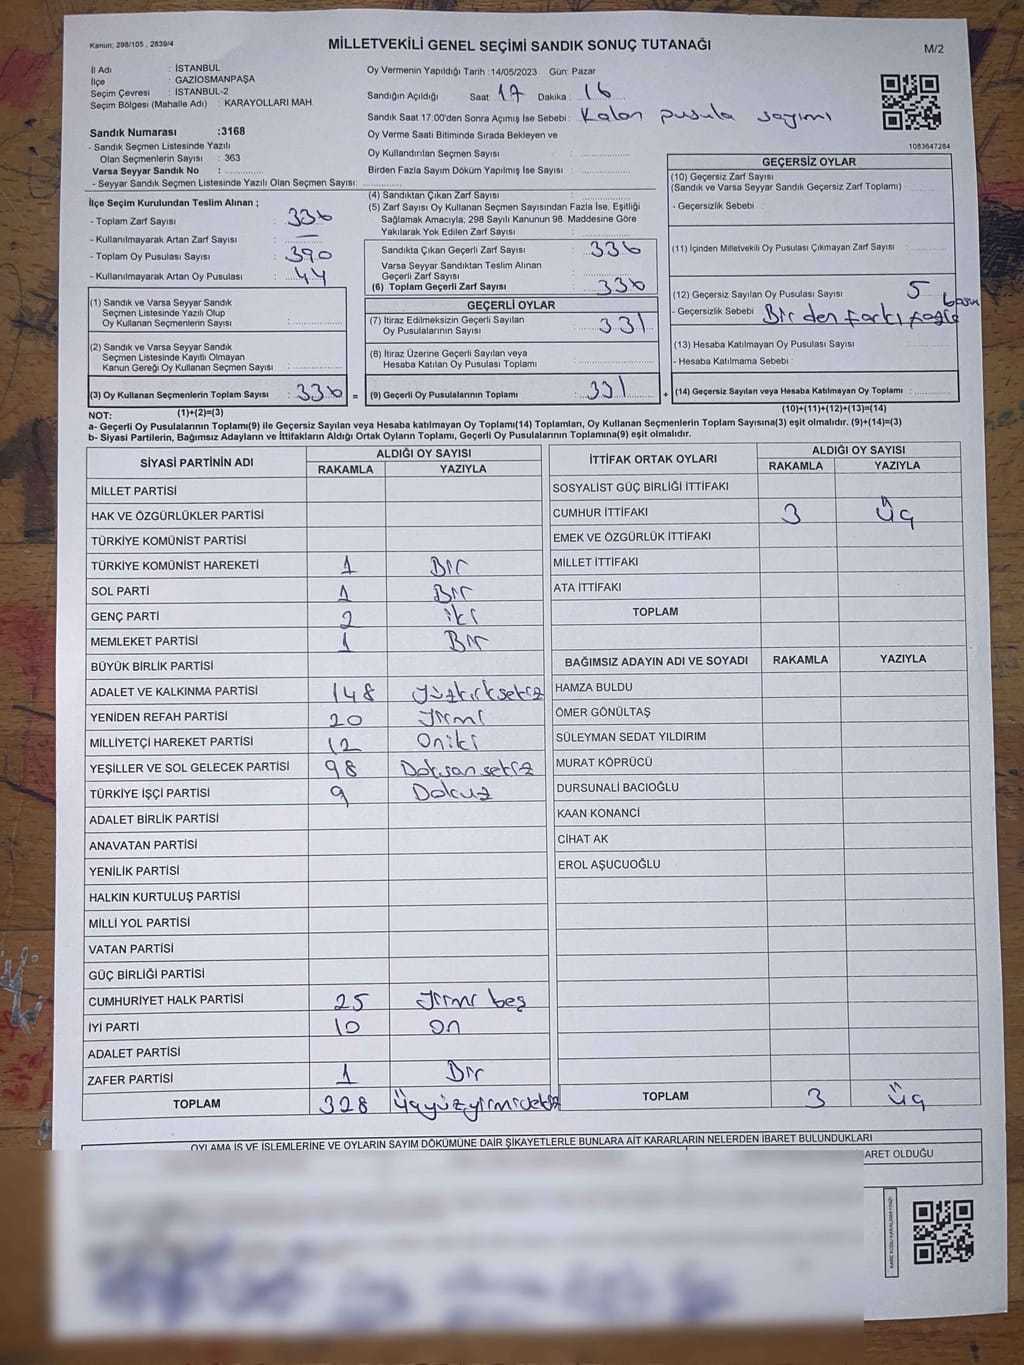 Kanun: 298/105 , 2839/4
MİLLETVEKİLİ GENEL SEÇİMİ SANDIK SONUÇ TUTANAĞI
M/2
İl Adı : İSTANBUL
İlçe : GAZİOSMANPAŞA
Seçim Çevresi : İSTANBUL-2
Seçim Bölgesi (Mahalle Adı) : KARAYOLLARI MAH.
Sandık Numarası :3168
- Sandık Seçmen Listesinde Yazılı
Olan Seçmenlerin Sayısı : 363
Varsa Seyyar Sandık No :
- Seyyar Sandık Seçmen Listesinde Yazılı Olan Seçmen Sayısı:
Oy Vermenin Yapıldığı Tarih :14/05/2023 Gün: Pazar
Sandığın Açıldığı Saat: 17 Dakika : 16
Sandık Saat 17:00'den Sonra Açımış İse Sebebi : Kalan pusula sayımı
Oy Verme Saati Bitiminde Sırada Bekleyen ve
Oy Kullandırılan Seçmen Sayısı :
Birden Fazla Sayım Döküm Yapılmış İse Sayısı :
1083647284
İlçe Seçim Kurulundan Teslim Alınan ;
- Toplam Zarf Sayısı : 336
- Kullanılmayarak Artan Zarf Sayısı : —
- Toplam Oy Pusulası Sayısı : 390
- Kullanılmayarak Artan Oy Pusulası : 44
(1) Sandık ve Varsa Seyyar Sandık
Seçmen Listesinde Yazılı Olup
Oy Kullanan Seçmenlerin Sayısı :
(2) Sandık ve Varsa Seyyar Sandık
Seçmen Listesinde Kayıtlı Olmayan
Kanun Gereği Oy Kullanan Seçmen Sayısı :
(3) Oy Kullanan Seçmenlerin Toplam Sayısı : 336 =
(1)+(2)=(3)
(4) Sandıktan Çıkan Zarf Sayısı :
(5) Zarf Sayısı Oy Kullanan Seçmen Sayısından Fazla İse, Eşitliği
Sağlamak Amacıyla; 298 Sayılı Kanunun 98. Maddesine Göre
Yakılarak Yok Edilen Zarf Sayısı :
Sandıkta Çıkan Geçerli Zarf Sayısı : 336
Varsa Seyyar Sandıktan Teslim Alınan
Geçerli Zarf Sayısı :
(6) Toplam Geçerli Zarf Sayısı : 336
GEÇERLİ OYLAR
(7) İtiraz Edilmeksizin Geçerli Sayılan
Oy Pusulalarının Sayısı : 331
(8) İtiraz Üzerine Geçerli Sayılan veya
Hesaba Katılan Oy Pusulası Toplamı :
(9) Geçerli Oy Pusulalarının Toplamı : 331 +
GEÇERSİZ OYLAR
(10) Geçersiz Zarf Sayısı
(Sandık ve Varsa Seyyar Sandık Geçersiz Zarf Toplamı) :
- Geçersizlik Sebebi :
(11) İçinden Milletvekili Oy Pusulası Çıkmayan Zarf Sayısı :
(12) Geçersiz Sayılan Oy Pusulası Sayısı : 5
- Geçersizlik Sebebi : Birden
(13) Hesaba Katılmayan Oy Pusulası Sayısı :
- Hesaba Katılmama Sebebi :
(14) Geçersiz Sayılan veya Hesaba Katılmayan Oy Toplamı :
(10)+(11)+(12)+(13)=(14)
NOT:
a- Geçerli Oy Pusulalarının Toplamı(9) ile Geçersiz Sayılan veya Hesaba Katılmayan Oy Toplamı(14) Toplamları, Oy Kullanan Seçmenlerin Toplam Sayısına(3) eşit olmalıdır. (9)+(14)=(3)
b- Siyasi Partilerin, Bağımsız Adayların ve İttifakların Aldığı Ortak Oyların Toplamı, Geçerli Oy Pusulalarının Toplamına(9) eşit olmalıdır.
SİYASİ PARTİNİN ADI ALDIĞI OY SAYISI
RAKAMLA YAZIYLA
MİLLET PARTİSİ
HAK VE ÖZGÜRLÜKLER PARTİSİ
TÜRKİYE KOMÜNİST PARTİSİ
TÜRKİYE KOMÜNİST HAREKETİ 1 Bir
SOL PARTİ 1 Bir
GENÇ PARTİ 2 iki
MEMLEKET PARTİSİ 1 Bir
BÜYÜK BİRLİK PARTİSİ
ADALET VE KALKINMA PARTİSİ 148 yüzkırksekiz
YENİDEN REFAH PARTİSİ 20 yirmi
MİLLİYETÇİ HAREKET PARTİSİ 12 Oniki
YEŞİLLER VE SOL GELECEK PARTİSİ 98 Doksansekiz
TÜRKİYE İŞÇİ PARTİSİ 9 Dokuz
ADALET BİRLİK PARTİSİ
ANAVATAN PARTİSİ
YENİLİK PARTİSİ
HALKIN KURTULUŞ PARTİSİ
MİLLİ YOL PARTİSİ
VATAN PARTİSİ
GÜÇ BİRLİĞİ PARTİSİ
CUMHURİYET HALK PARTİSİ 25 yirmi beş
İYİ PARTİ 10 on
ADALET PARTİSİ
ZAFER PARTİSİ 1 Bir
TOPLAM 328 üçyüzyirmisekiz
İTTİFAK ORTAK OYLARI ALDIĞI OY SAYISI
RAKAMLA YAZIYLA
SOSYALİST GÜÇ BİRLİĞİ İTTİFAKI
CUMHUR İTTİFAKI 3 üç
EMEK VE ÖZGÜRLÜK İTTİFAKI
MİLLET İTTİFAKI
ATA İTTİFAKI
TOPLAM
BAĞIMSIZ ADAYIN ADI VE SOYADI RAKAMLA YAZIYLA
HAMZA BULDU
ÖMER GÖNÜLTAŞ
SÜLEYMAN SEDAT YILDIRIM
MURAT KÖPRÜCÜ
DURSUNALİ BACIOĞLU
KAAN KONANCİ
CİHAT AK
EROL AŞUCUOĞLU
TOPLAM 3 üç
OYLAMA İŞ VE İŞLEMLERİNE VE OYLARIN SAYIM DÖKÜMÜNE DAİR ŞİKAYETLERLE BUNLARA AİT KARARLARIN NELERDEN İBARET BULUNDUKLARI
ARET OLDUĞU